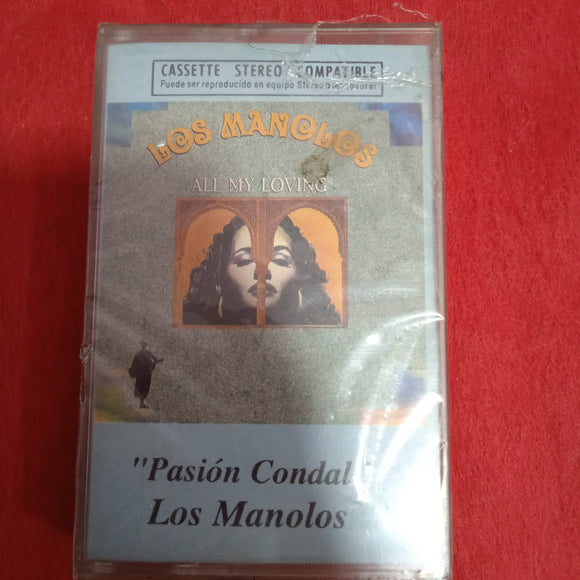 CASSETTE STEREO COMPATIBLE
Puede ser reproducido en equipo Stereo o
LOS MANOLOS
ALL MY LOVING
"Pasión Condal"
Los Manolos